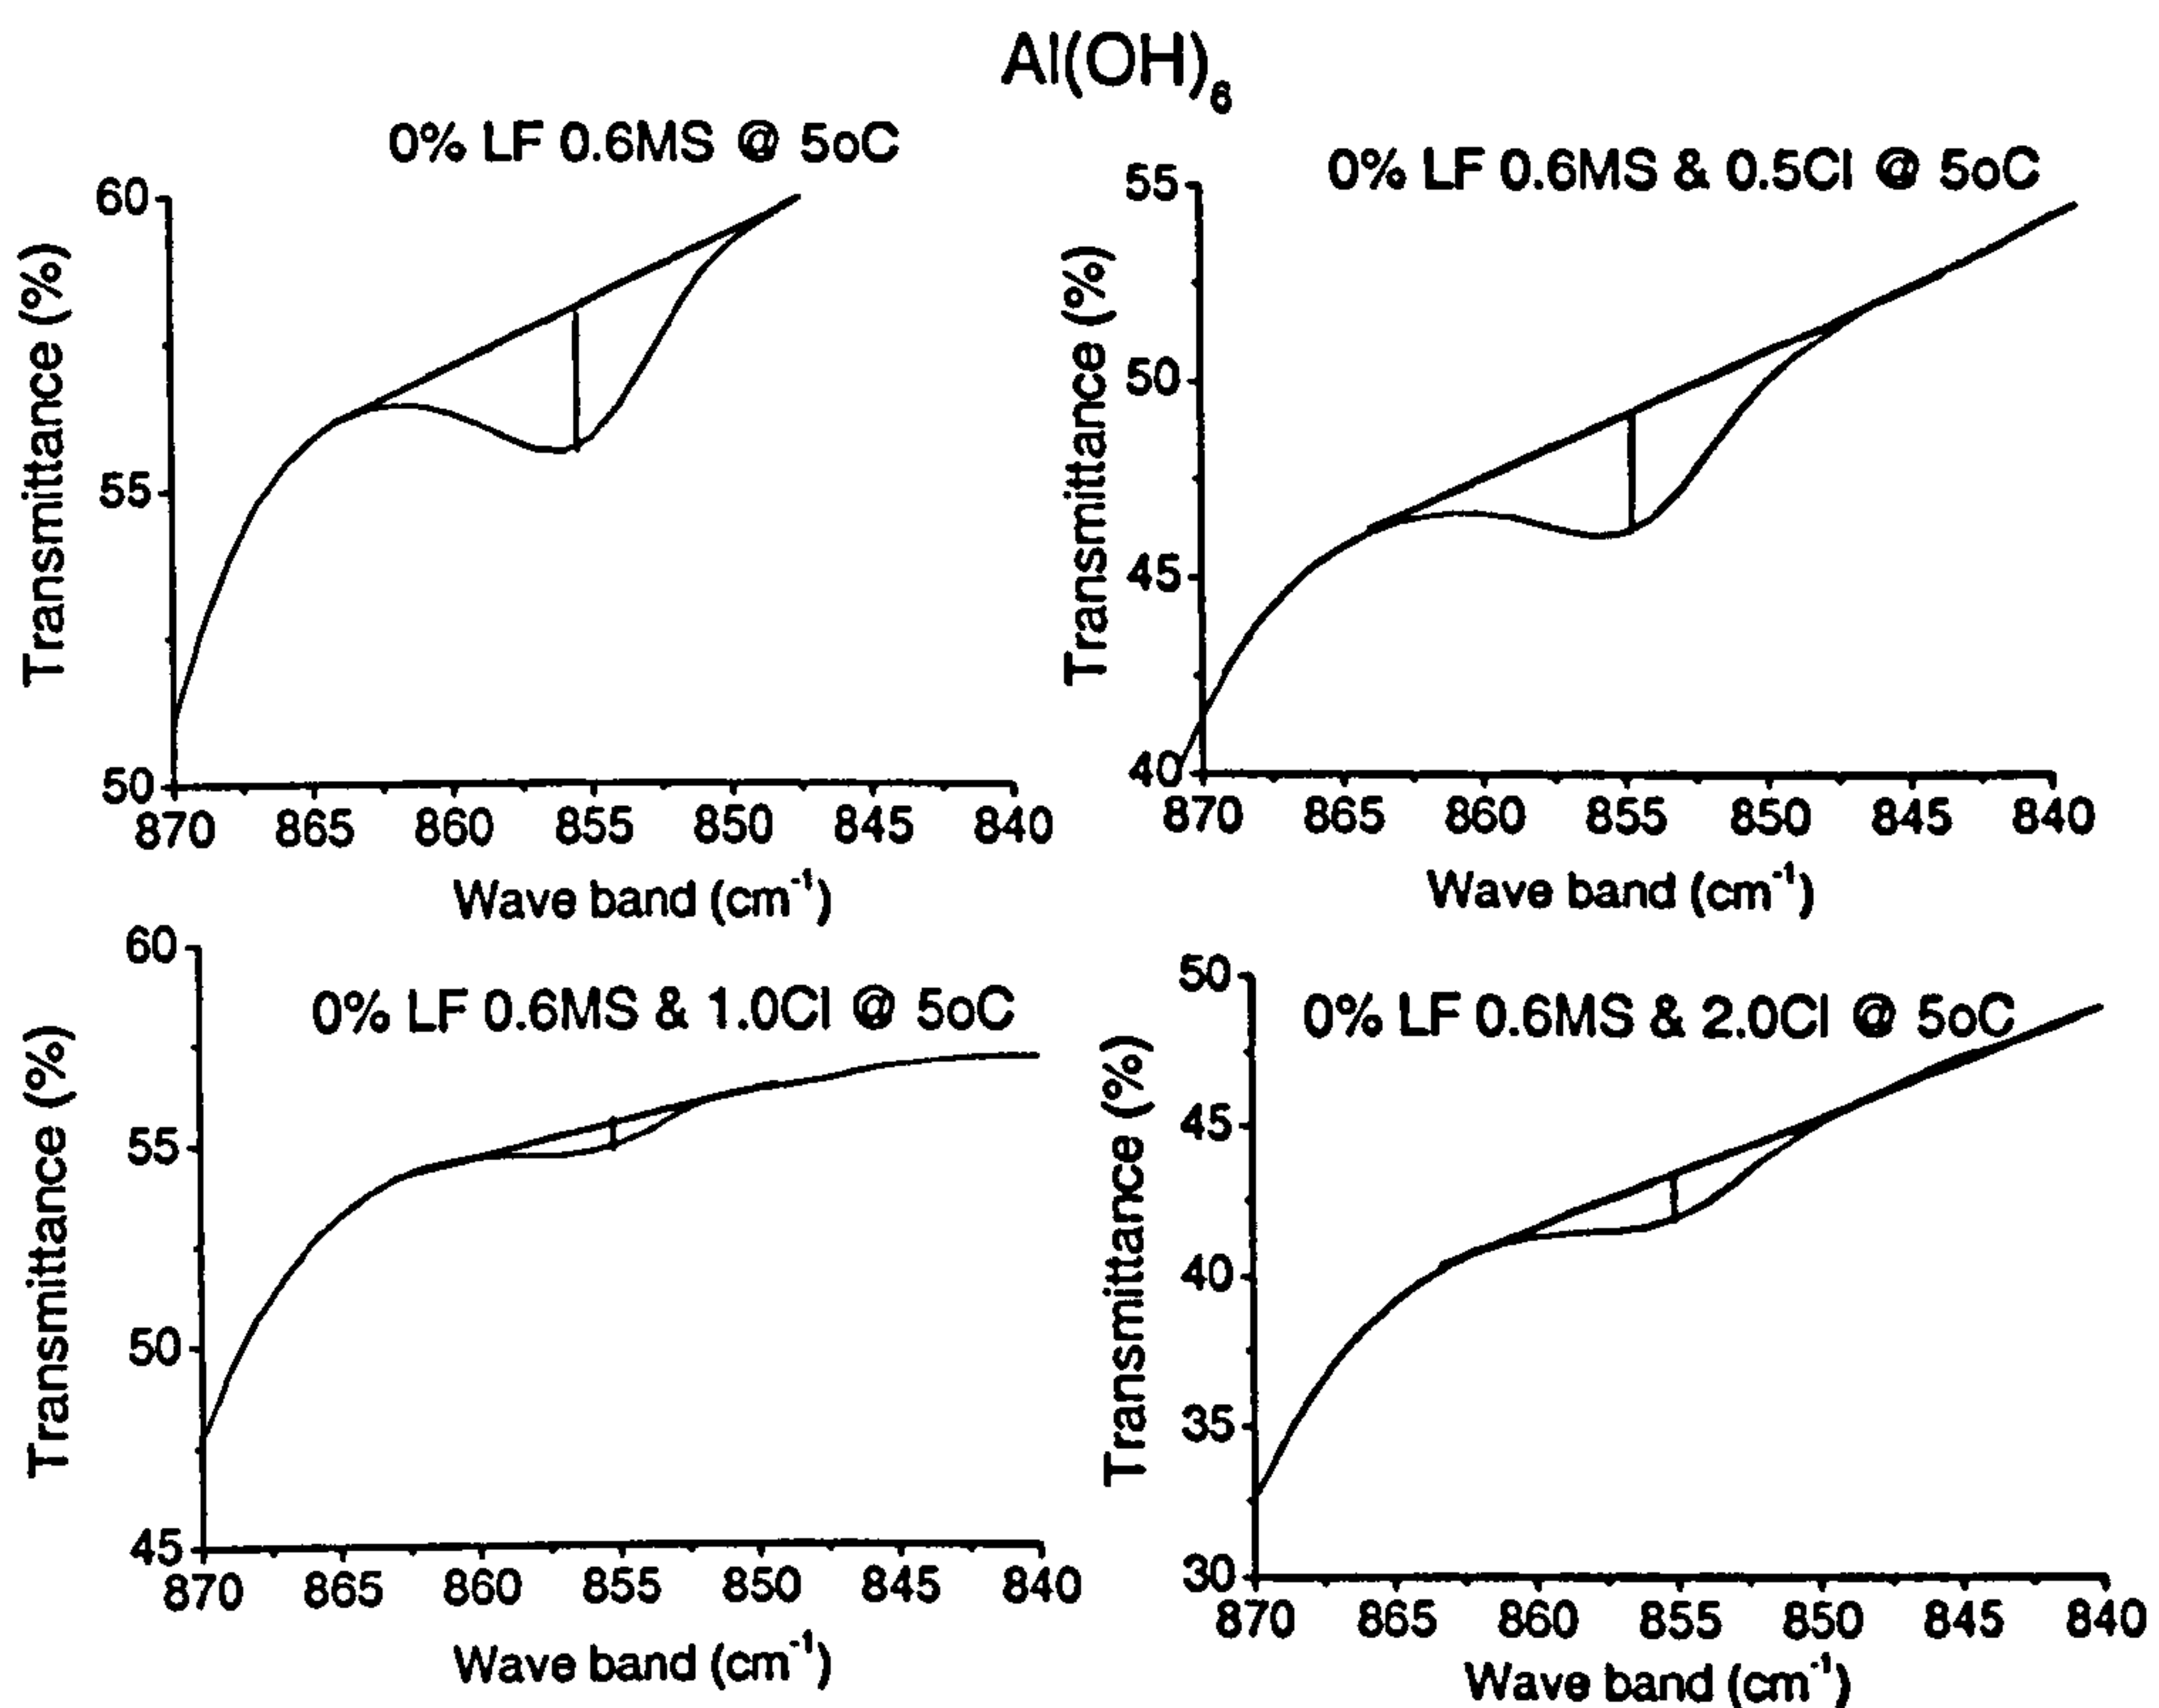 Al(OH)6
0% LF 0.6MS @ 5oC
60
55
50
870 865 860 855 850 845 840
Transmittance (%)
Wave band (cm-1)
0% LF 0.6MS & 0.5Cl @ 5oC
55
50
45
40
870 865 860 855 850 845 840
Transmittance (%)
Wave band (cm-1)
0% LF 0.6MS & 1.0Cl @ 5oC
60
55
50
45
870 865 860 855 850 845 840
Transmittance (%)
Wave band (cm-1)
0% LF 0.6MS & 2.0Cl @ 5oC
50
45
40
35
30
870 865 860 855 850 845 840
Transmittance (%)
Wave band (cm-1)